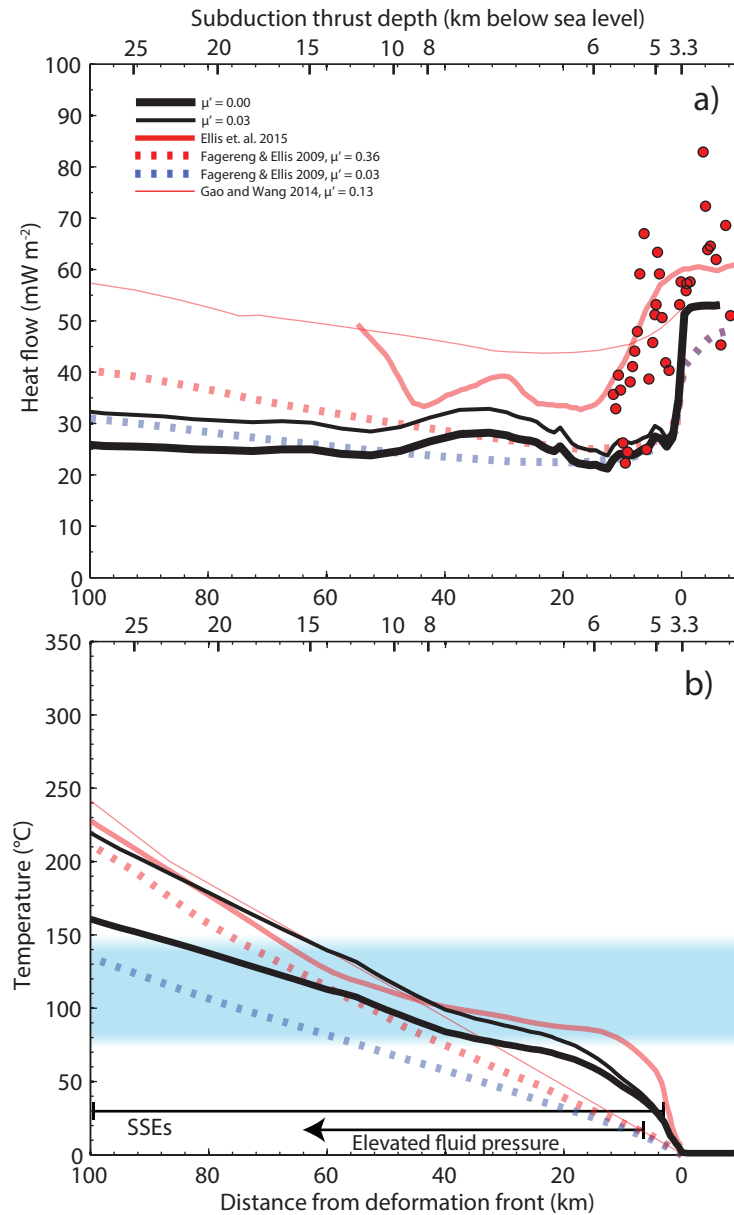 Subduction thrust depth (km below sea level)
25 20 15 10 8 6 5 3.3
100
90
80
70
60
50
40
30
20
10
0
Heat flow (mW m⁻²)
a)
μ' = 0.00
μ' = 0.03
Ellis et. al. 2015
Fagereng & Ellis 2009, μ' = 0.36
Fagereng & Ellis 2009, μ' = 0.03
Gao and Wang 2014, μ' = 0.13
100 80 60 40 20 0
25 20 15 10 8 6 5 3.3
350
300
250
200
150
100
50
0
Temperature (°C)
b)
SSEs
Elevated fluid pressure
100 80 60 40 20 0
Distance from deformation front (km)